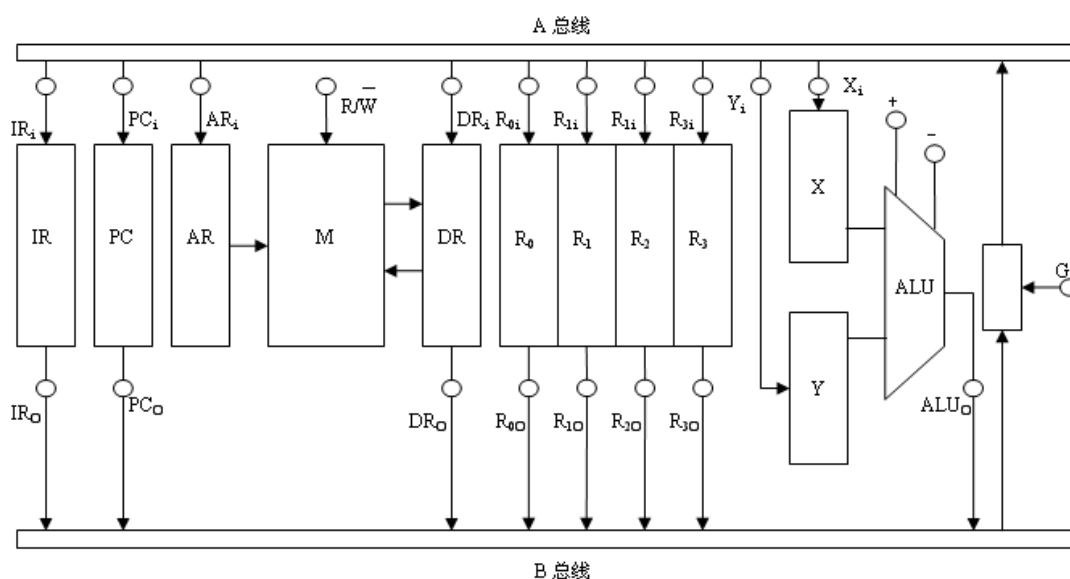 A 总线
IRᵢ PCᵢ ARᵢ R/W̅ DRᵢ R₀ᵢ R₁ᵢ R₁ᵢ R₃ᵢ Yᵢ Xᵢ + -
IR PC AR M DR R₀ R₁ R₂ R₃ X ALU G
Y
IRo PCo DRo R₀o R₁o R₂o R₃o ALUo
B 总线